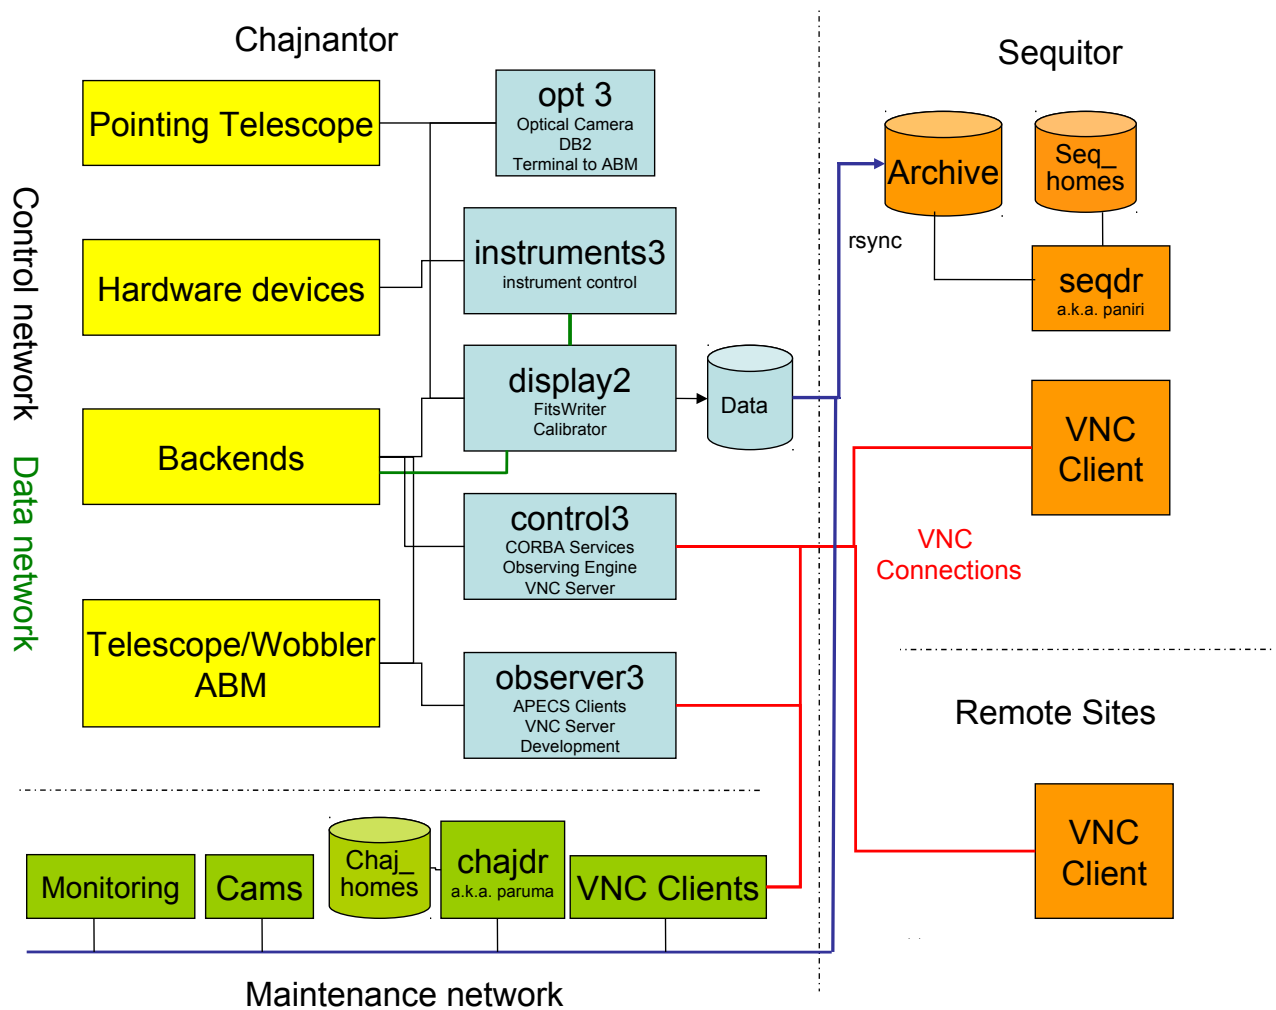 Chajnantor
Sequitor
Control network
Data network
Pointing Telescope
opt 3
Optical Camera
DB2
Terminal to ABM
Archive
Seq_
homes
rsync
Hardware devices
instruments3
instrument control
seqdr
a.k.a. paniri
display2
FitsWriter
Calibrator
Data
Backends
VNC
Client
control3
CORBA Services
Observing Engine
VNC Server
VNC
Connections
Telescope/Wobbler
ABM
observer3
APECS Clients
VNC Server
Development
Remote Sites
VNC
Client
Monitoring
Cams
Chaj_
homes
chajdr
a.k.a. paruma
VNC Clients
Maintenance network